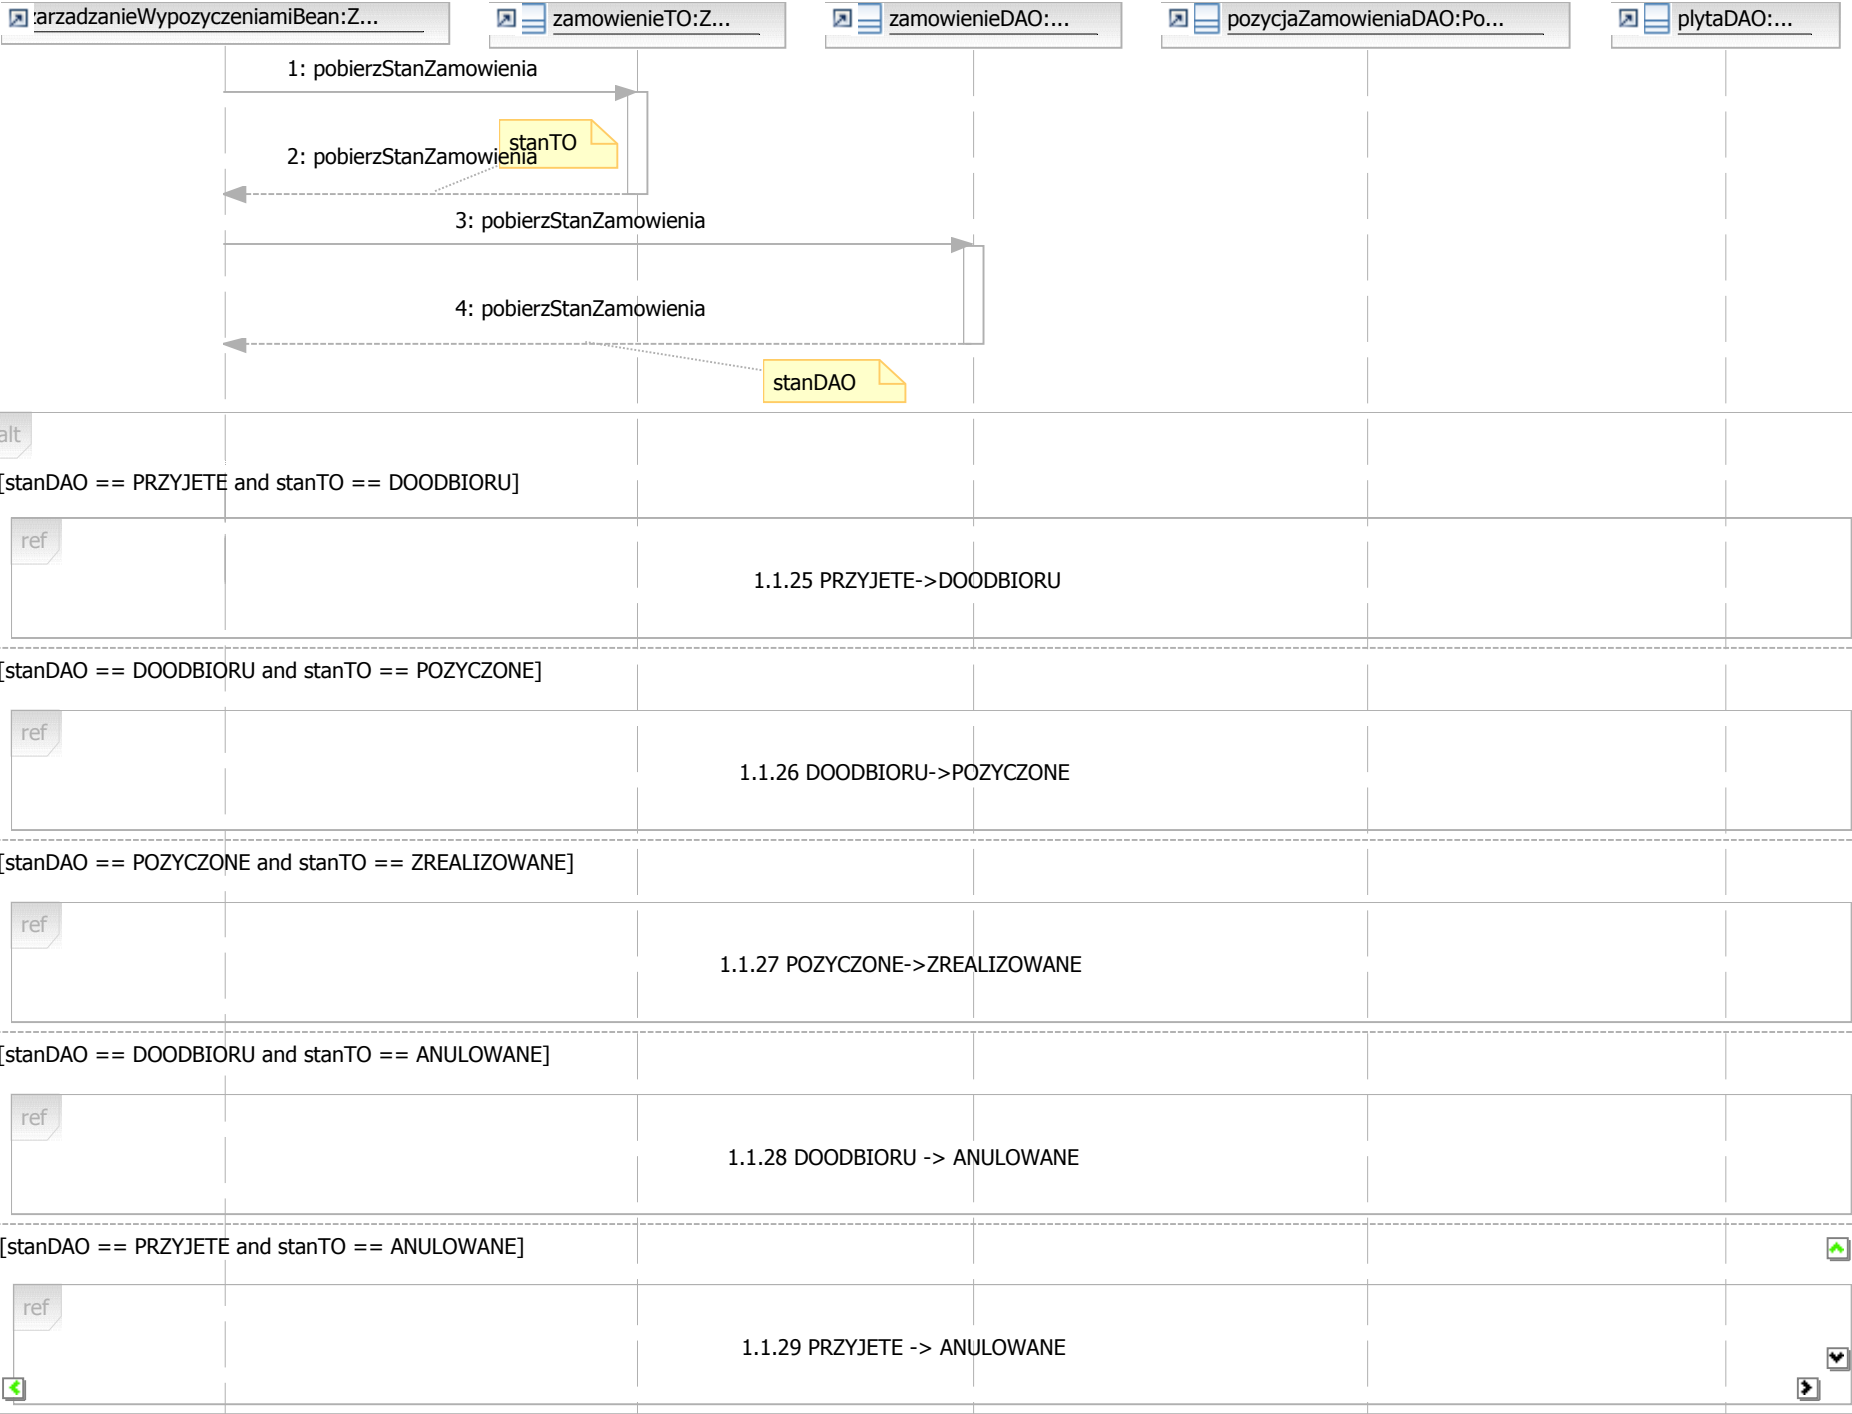 zarzadzanieWypozyczeniamiBean:Z...
zamowienieTO:Z...
zamowienieDAO:...
pozycjaZamowieniaDAO:Po...
plytaDAO:...
1: pobierzStanZamowienia
stanTO
2: pobierzStanZamowienia
3: pobierzStanZamowienia
4: pobierzStanZamowienia
stanDAO
alt
[stanDAO == PRZYJETE and stanTO == DOODBIORU]
ref
1.1.25 PRZYJETE->DOODBIORU
[stanDAO == DOODBIORU and stanTO == POZYCZONE]
ref
1.1.26 DOODBIORU->POZYCZONE
[stanDAO == POZYCZONE and stanTO == ZREALIZOWANE]
ref
1.1.27 POZYCZONE->ZREALIZOWANE
[stanDAO == DOODBIORU and stanTO == ANULOWANE]
ref
1.1.28 DOODBIORU -> ANULOWANE
[stanDAO == PRZYJETE and stanTO == ANULOWANE]
ref
1.1.29 PRZYJETE -> ANULOWANE